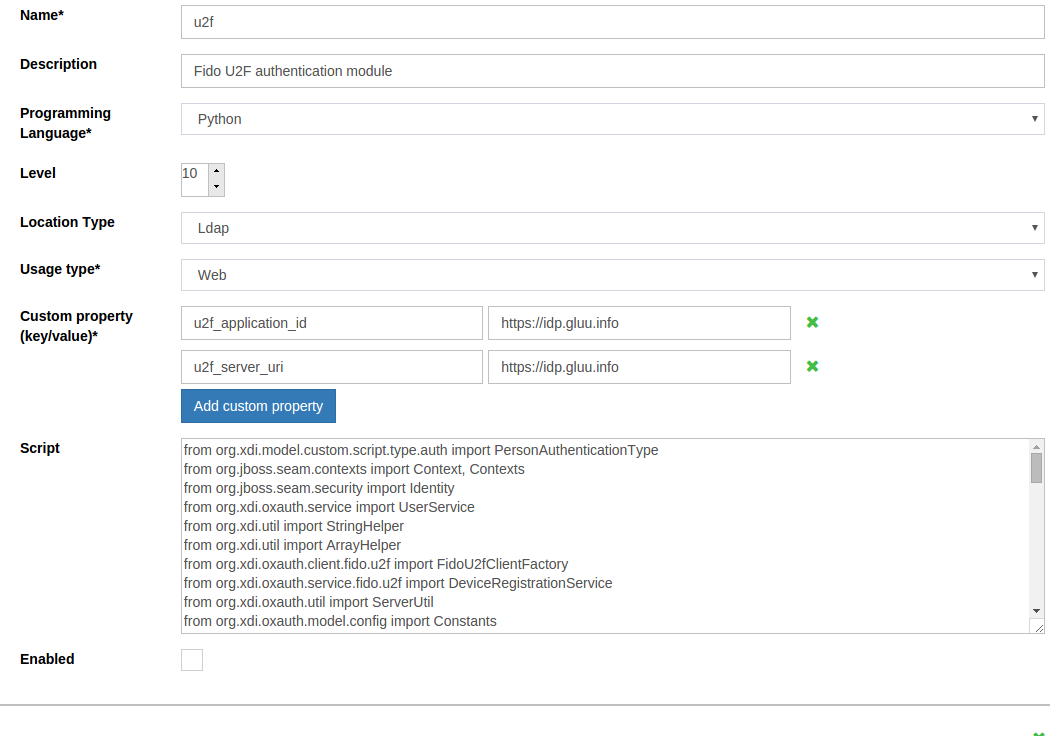 Name*
u2f
Description
Fido U2F authentication module
Programming
Language*
Python
Level
10
Location Type
Ldap
Usage type*
Web
Custom property
(key/value)*
u2f_application_id
https://idp.gluu.info
u2f_server_uri
https://idp.gluu.info
Add custom property
Script
from org.xdi.model.custom.script.type.auth import PersonAuthenticationType
from org.jboss.seam.contexts import Context, Contexts
from org.jboss.seam.security import Identity
from org.xdi.oxauth.service import UserService
from org.xdi.util import StringHelper
from org.xdi.util import ArrayHelper
from org.xdi.oxauth.client.fido.u2f import FidoU2fClientFactory
from org.xdi.oxauth.service.fido.u2f import DeviceRegistrationService
from org.xdi.oxauth.util import ServerUtil
from org.xdi.oxauth.model.config import Constants
Enabled